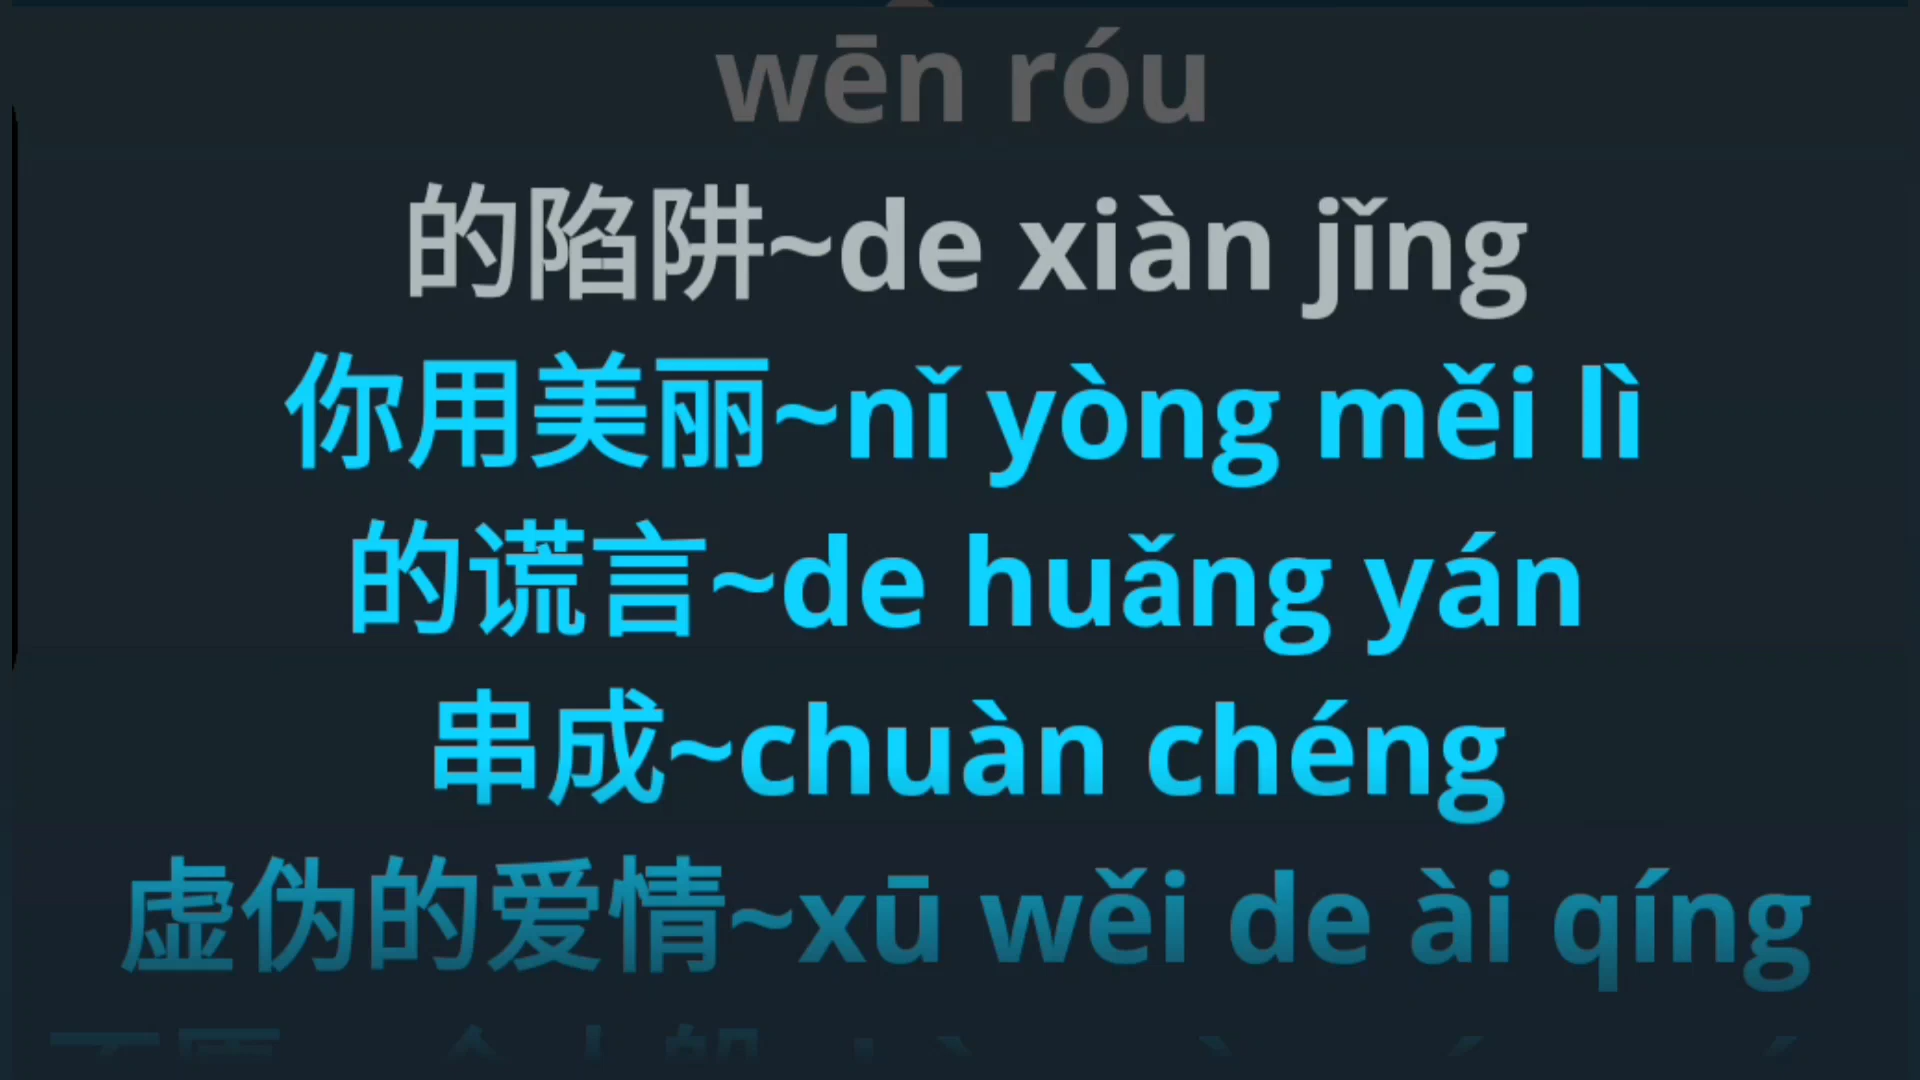 wēn róu
的陷阱~de xiàn jǐng
你用美丽~nǐ yòng měi lì
的谎言~de huǎng yán
串成~chuàn chéng
虚伪的爱情~xū wěi de ài qíng